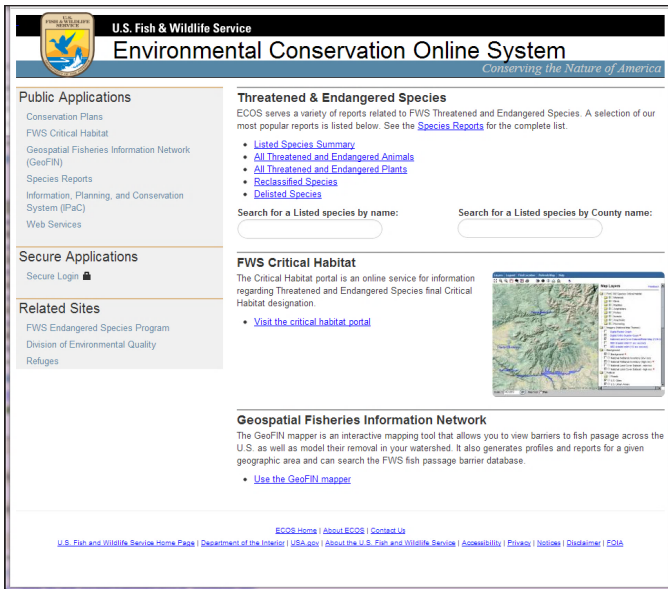 U.S.
FISH & WILDLIFE
SERVICE
U.S. Fish & Wildlife Service
Environmental Conservation Online System
Conserving the Nature of America
Public Applications
Conservation Plans
FWS Critical Habitat
Geospatial Fisheries Information Network
(GeoFIN)
Species Reports
Information, Planning, and Conservation
System (IPaC)
Web Services
Secure Applications
Secure Login
Related Sites
FWS Endangered Species Program
Division of Environmental Quality
Refuges
Threatened & Endangered Species
ECOS serves a variety of reports related to FWS Threatened and Endangered Species. A selection of our
most popular reports is listed below. See the Species Reports for the complete list.
Listed Species Summary
All Threatened and Endangered Animals
All Threatened and Endangered Plants
Reclassified Species
Delisted Species
Search for a Listed species by name:
Search for a Listed species by County name:
FWS Critical Habitat
The Critical Habitat portal is an online service for information
regarding Threatened and Endangered Species final Critical
Habitat designation.
Visit the critical habitat portal
Map Layers
Geospatial Fisheries Information Network
The GeoFIN mapper is an interactive mapping tool that allows you to view barriers to fish pasage across the
U.S. as well as model their removal in your watershed. It also generates profiles and reports for a given
geographic area and can search the FWS fish passage barrier database.
Use the GeoFIN mapper
ECOS Home | About ECOS | Contact Us
U.S. Fish and Wildlife Service Home Page | Department of the Interior | USA.gov | About the U.S. Fish and Wildlife Service | Accessibility | Privacy | Notices | Disclaimer | FOIA